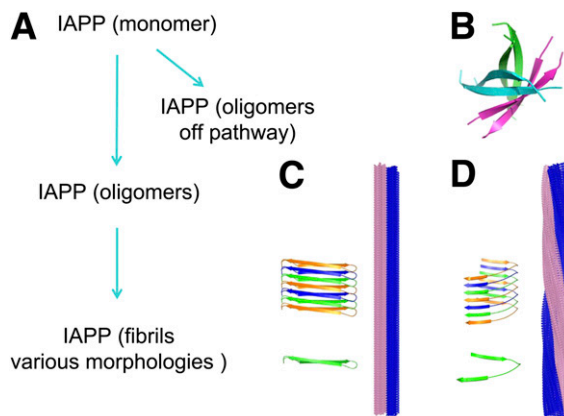 A
IAPP (monomer)
IAPP (oligomers
off pathway)
IAPP (oligomers)
IAPP (fibrils
various morphologies )
B
C
D